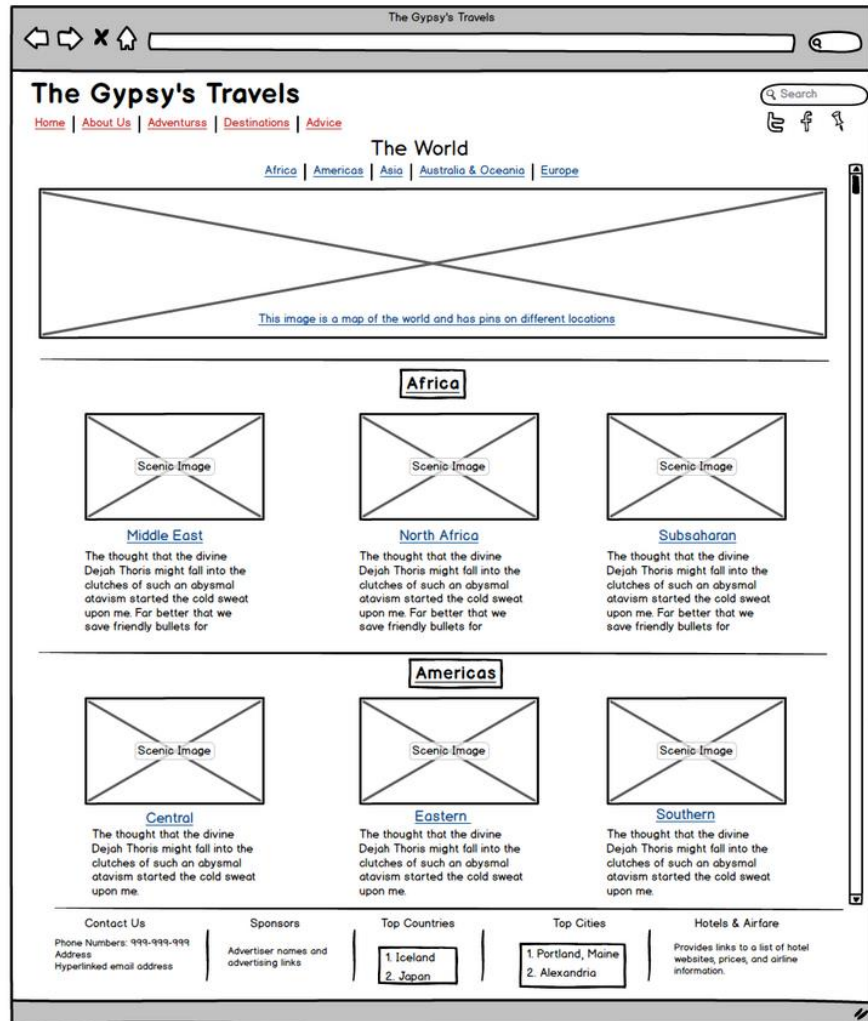 The Gypsy's Travels
The Gypsy's Travels
Search
Home | About Us | Adventurss | Destinations | Advice
The World
Africa | Americas | Asia | Australia & Oceania | Europe
This image is a map of the world and has pins on different locations
Africa
Scenic Image
Scenic Image
Scenic Image
Middle East
The thought that the divine
Dejah Thoris might fall into the
clutches of such an abysmal
atavism started the cold sweat
upon me. Far better that we
save friendly bullets for
North Africa
The thought that the divine
Dejah Thoris might fall into the
clutches of such an abysmal
atavism started the cold sweat
upon me. Far better that we
save friendly bullets for
Subsaharan
The thought that the divine
Dejah Thoris might fall into the
clutches of such an abysmal
atavism started the cold sweat
upon me. Far better that we
save friendly bullets for
Americas
Scenic Image
Scenic Image
Scenic Image
Central
The thought that the divine
Dejah Thoris might fall into the
clutches of such an abysmal
atavism started the cold sweat
upon me.
Eastern
The thought that the divine
Dejah Thoris might fall into the
clutches of such an abysmal
atavism started the cold sweat
upon me.
Southern
The thought that the divine
Dejah Thoris might fall into the
clutches of such an abysmal
atavism started the cold sweat
upon me.
Contact Us
Phone Numbers: 999-999-999
Address
Hyperlinked email address
Sponsors
Advertiser names and
advertising links
Top Countries
1. Iceland
2. Japan
Top Cities
1. Portland, Maine
2. Alexandria
Hotels & Airfare
Provides links to a list of hotel
websites, prices, and airline
information.